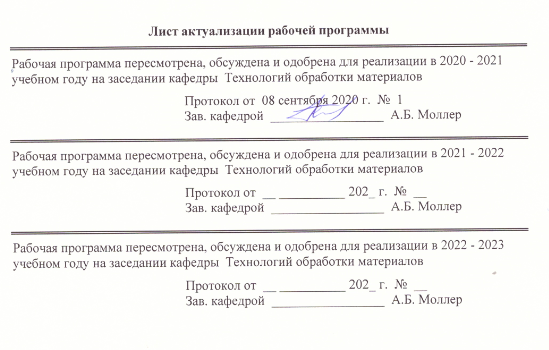 Лист актуализации рабочей программы
Рабочая программа пересмотрена, обсуждена и одобрена для реализации в 2020 - 2021
учебном году на заседании кафедры Технологий обработки материалов
Протокол от 08 сентября 2020 г. № 1
Зав. кафедрой _________________ А.Б. Моллер
Рабочая программа пересмотрена, обсуждена и одобрена для реализации в 2021 - 2022
учебном году на заседании кафедры Технологий обработки материалов
Протокол от __ __________ 202_ г. № __
Зав. кафедрой _________________ А.Б. Моллер
Рабочая программа пересмотрена, обсуждена и одобрена для реализации в 2022 - 2023
учебном году на заседании кафедры Технологий обработки материалов
Протокол от __ __________ 202_ г. № __
Зав. кафедрой _________________ А.Б. Моллер